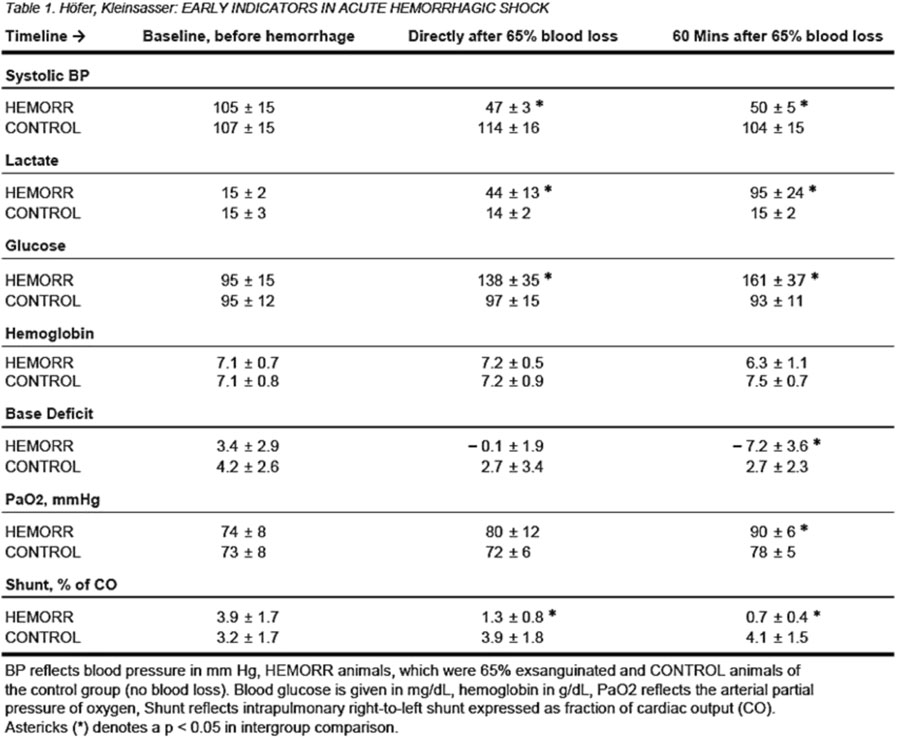 Table 1. Höfer, Kleinsasser: EARLY INDICATORS IN ACUTE HEMORRHAGIC SHOCK
Timeline → Baseline, before hemorrhage Directly after 65% blood loss 60 Mins after 65% blood loss
Systolic BP
HEMORR 105 ± 15 47 ± 3 * 50 ± 5 *
CONTROL 107 ± 15 114 ± 16 104 ± 15
Lactate
HEMORR 15 ± 2 44 ± 13 * 95 ± 24 *
CONTROL 15 ± 3 14 ± 2 15 ± 2
Glucose
HEMORR 95 ± 15 138 ± 35 * 161 ± 37 *
CONTROL 95 ± 12 97 ± 15 93 ± 11
Hemoglobin
HEMORR 7.1 ± 0.7 7.2 ± 0.5 6.3 ± 1.1
CONTROL 7.1 ± 0.8 7.2 ± 0.9 7.5 ± 0.7
Base Deficit
HEMORR 3.4 ± 2.9 – 0.1 ± 1.9 – 7.2 ± 3.6 *
CONTROL 4.2 ± 2.6 2.7 ± 3.4 2.7 ± 2.3
PaO2, mmHg
HEMORR 74 ± 8 80 ± 12 90 ± 6 *
CONTROL 73 ± 8 72 ± 6 78 ± 5
Shunt, % of CO
HEMORR 3.9 ± 1.7 1.3 ± 0.8 * 0.7 ± 0.4 *
CONTROL 3.2 ± 1.7 3.9 ± 1.8 4.1 ± 1.5
BP reflects blood pressure in mm Hg, HEMORR animals, which were 65% exsanguinated and CONTROL animals of
the control group (no blood loss). Blood glucose is given in mg/dL, hemoglobin in g/dL, PaO2 reflects the arterial partial
pressure of oxygen, Shunt reflects intrapulmonary right-to-left shunt expressed as fraction of cardiac output (CO).
Astericks (*) denotes a p < 0.05 in intergroup comparison.